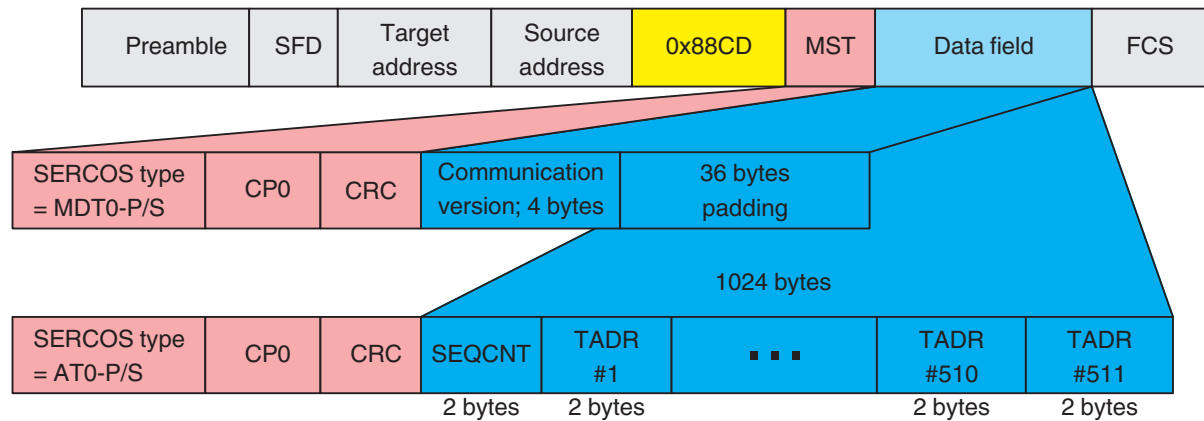 Preamble
SFD
Target
address
Source
address
0x88CD
MST
Data field
FCS
SERCOS type
= MDT0-P/S
CP0
CRC
Communication
version; 4 bytes
36 bytes
padding
1024 bytes
SERCOS type
= AT0-P/S
CP0
CRC
SEQCNT
TADR
#1
...
TADR
#510
TADR
#511
2 bytes
2 bytes
2 bytes
2 bytes